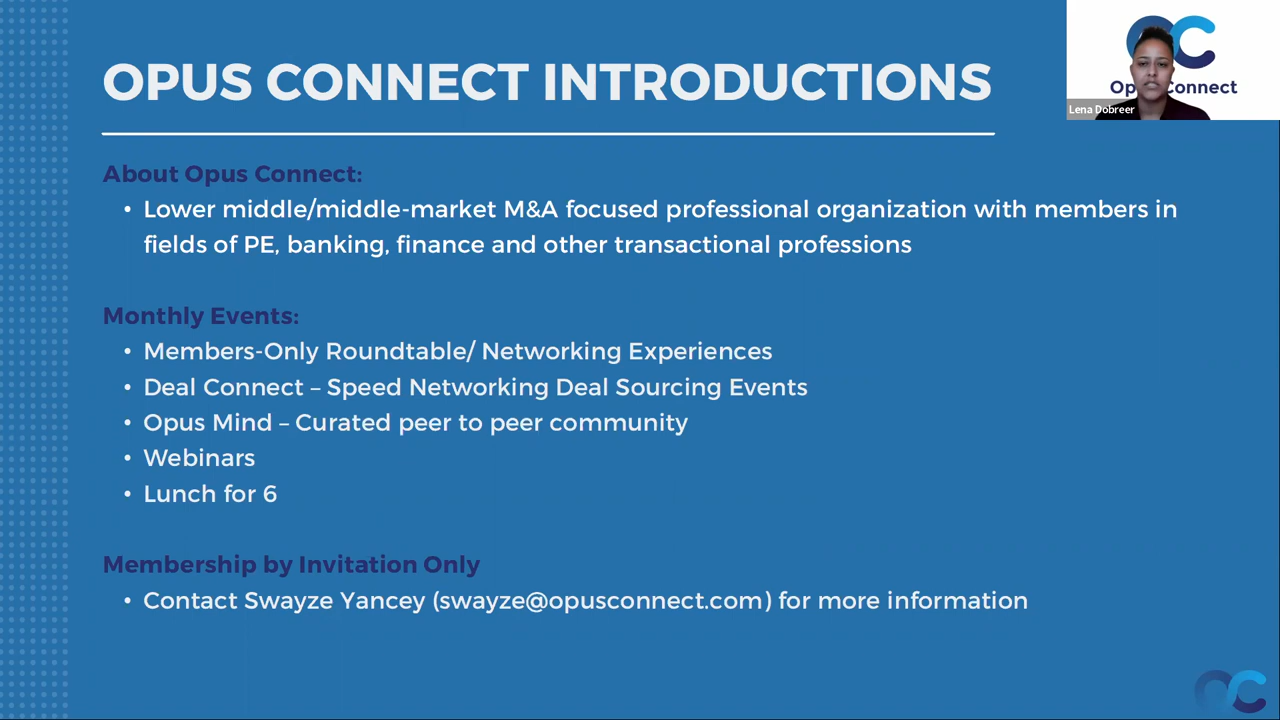 OPUS CONNECT INTRODUCTIONS
Lena Dobreer
About Opus Connect:
• Lower middle/middle-market M&A focused professional organization with members in
fields of PE, banking, finance and other transactional professions
Monthly Events:
• Members-Only Roundtable/ Networking Experiences
• Deal Connect – Speed Networking Deal Sourcing Events
• Opus Mind – Curated peer to peer community
• Webinars
• Lunch for 6
Membership by Invitation Only
• Contact Swayze Yancey (swayze@opusconnect.com) for more information